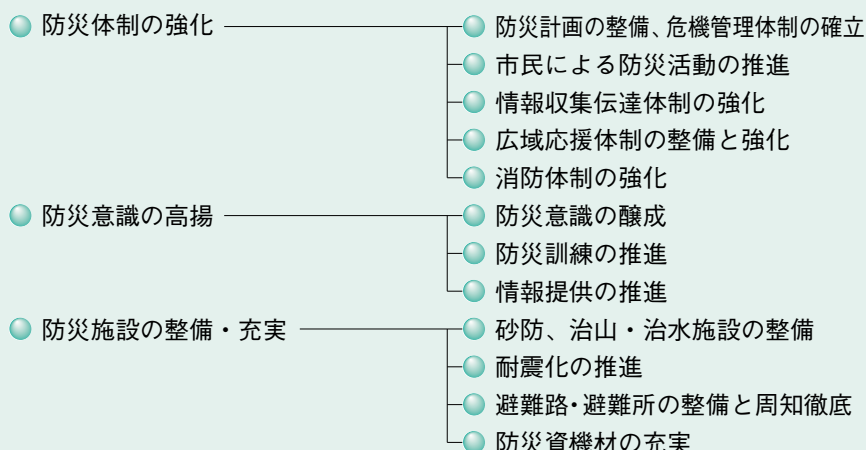 防災体制の強化
防災計画の整備、危機管理体制の確立
市民による防災活動の推進
情報収集伝達体制の強化
広域応援体制の整備と強化
消防体制の強化
防災意識の高揚
防災意識の醸成
防災訓練の推進
情報提供の推進
防災施設の整備・充実
砂防、治山・治水施設の整備
耐震化の推進
避難路・避難所の整備と周知徹底
防災資機材の充実